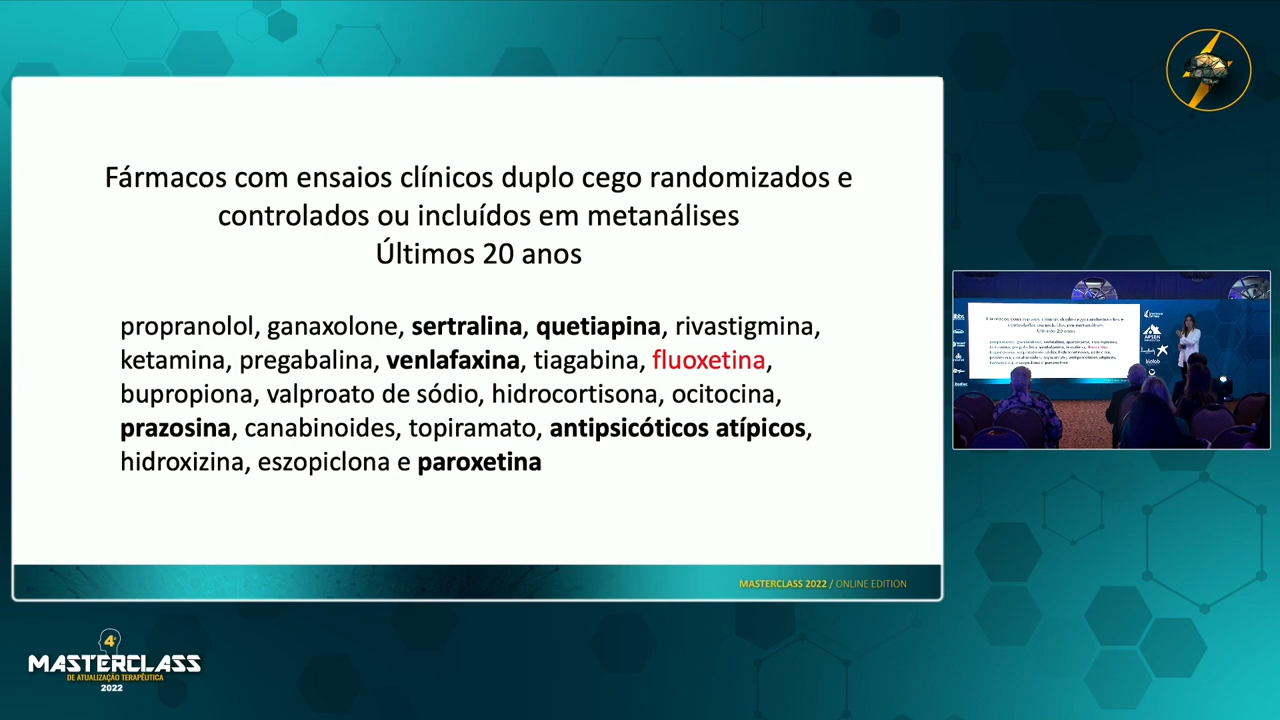 Fármacos com ensaios clínicos duplo cego randomizados e
controlados ou incluídos em metanálises
Últimos 20 anos
propranolol, ganaxolone, sertralina, quetiapina, rivastigmina,
ketamina, pregabalina, venlafaxina, tiagabina, fluoxetina,
bupropiona, valproato de sódio, hidrocortisona, ocitocina,
prazosina, canabinoides, topiramato, antipsicóticos atípicos,
hidroxizina, eszopiclona e paroxetina
MASTERCLASS 2022 / ONLINE EDITION
4ª
MASTERCLASS
DE ATUALIZAÇÃO TERAPÊUTICA
2022
APSEN